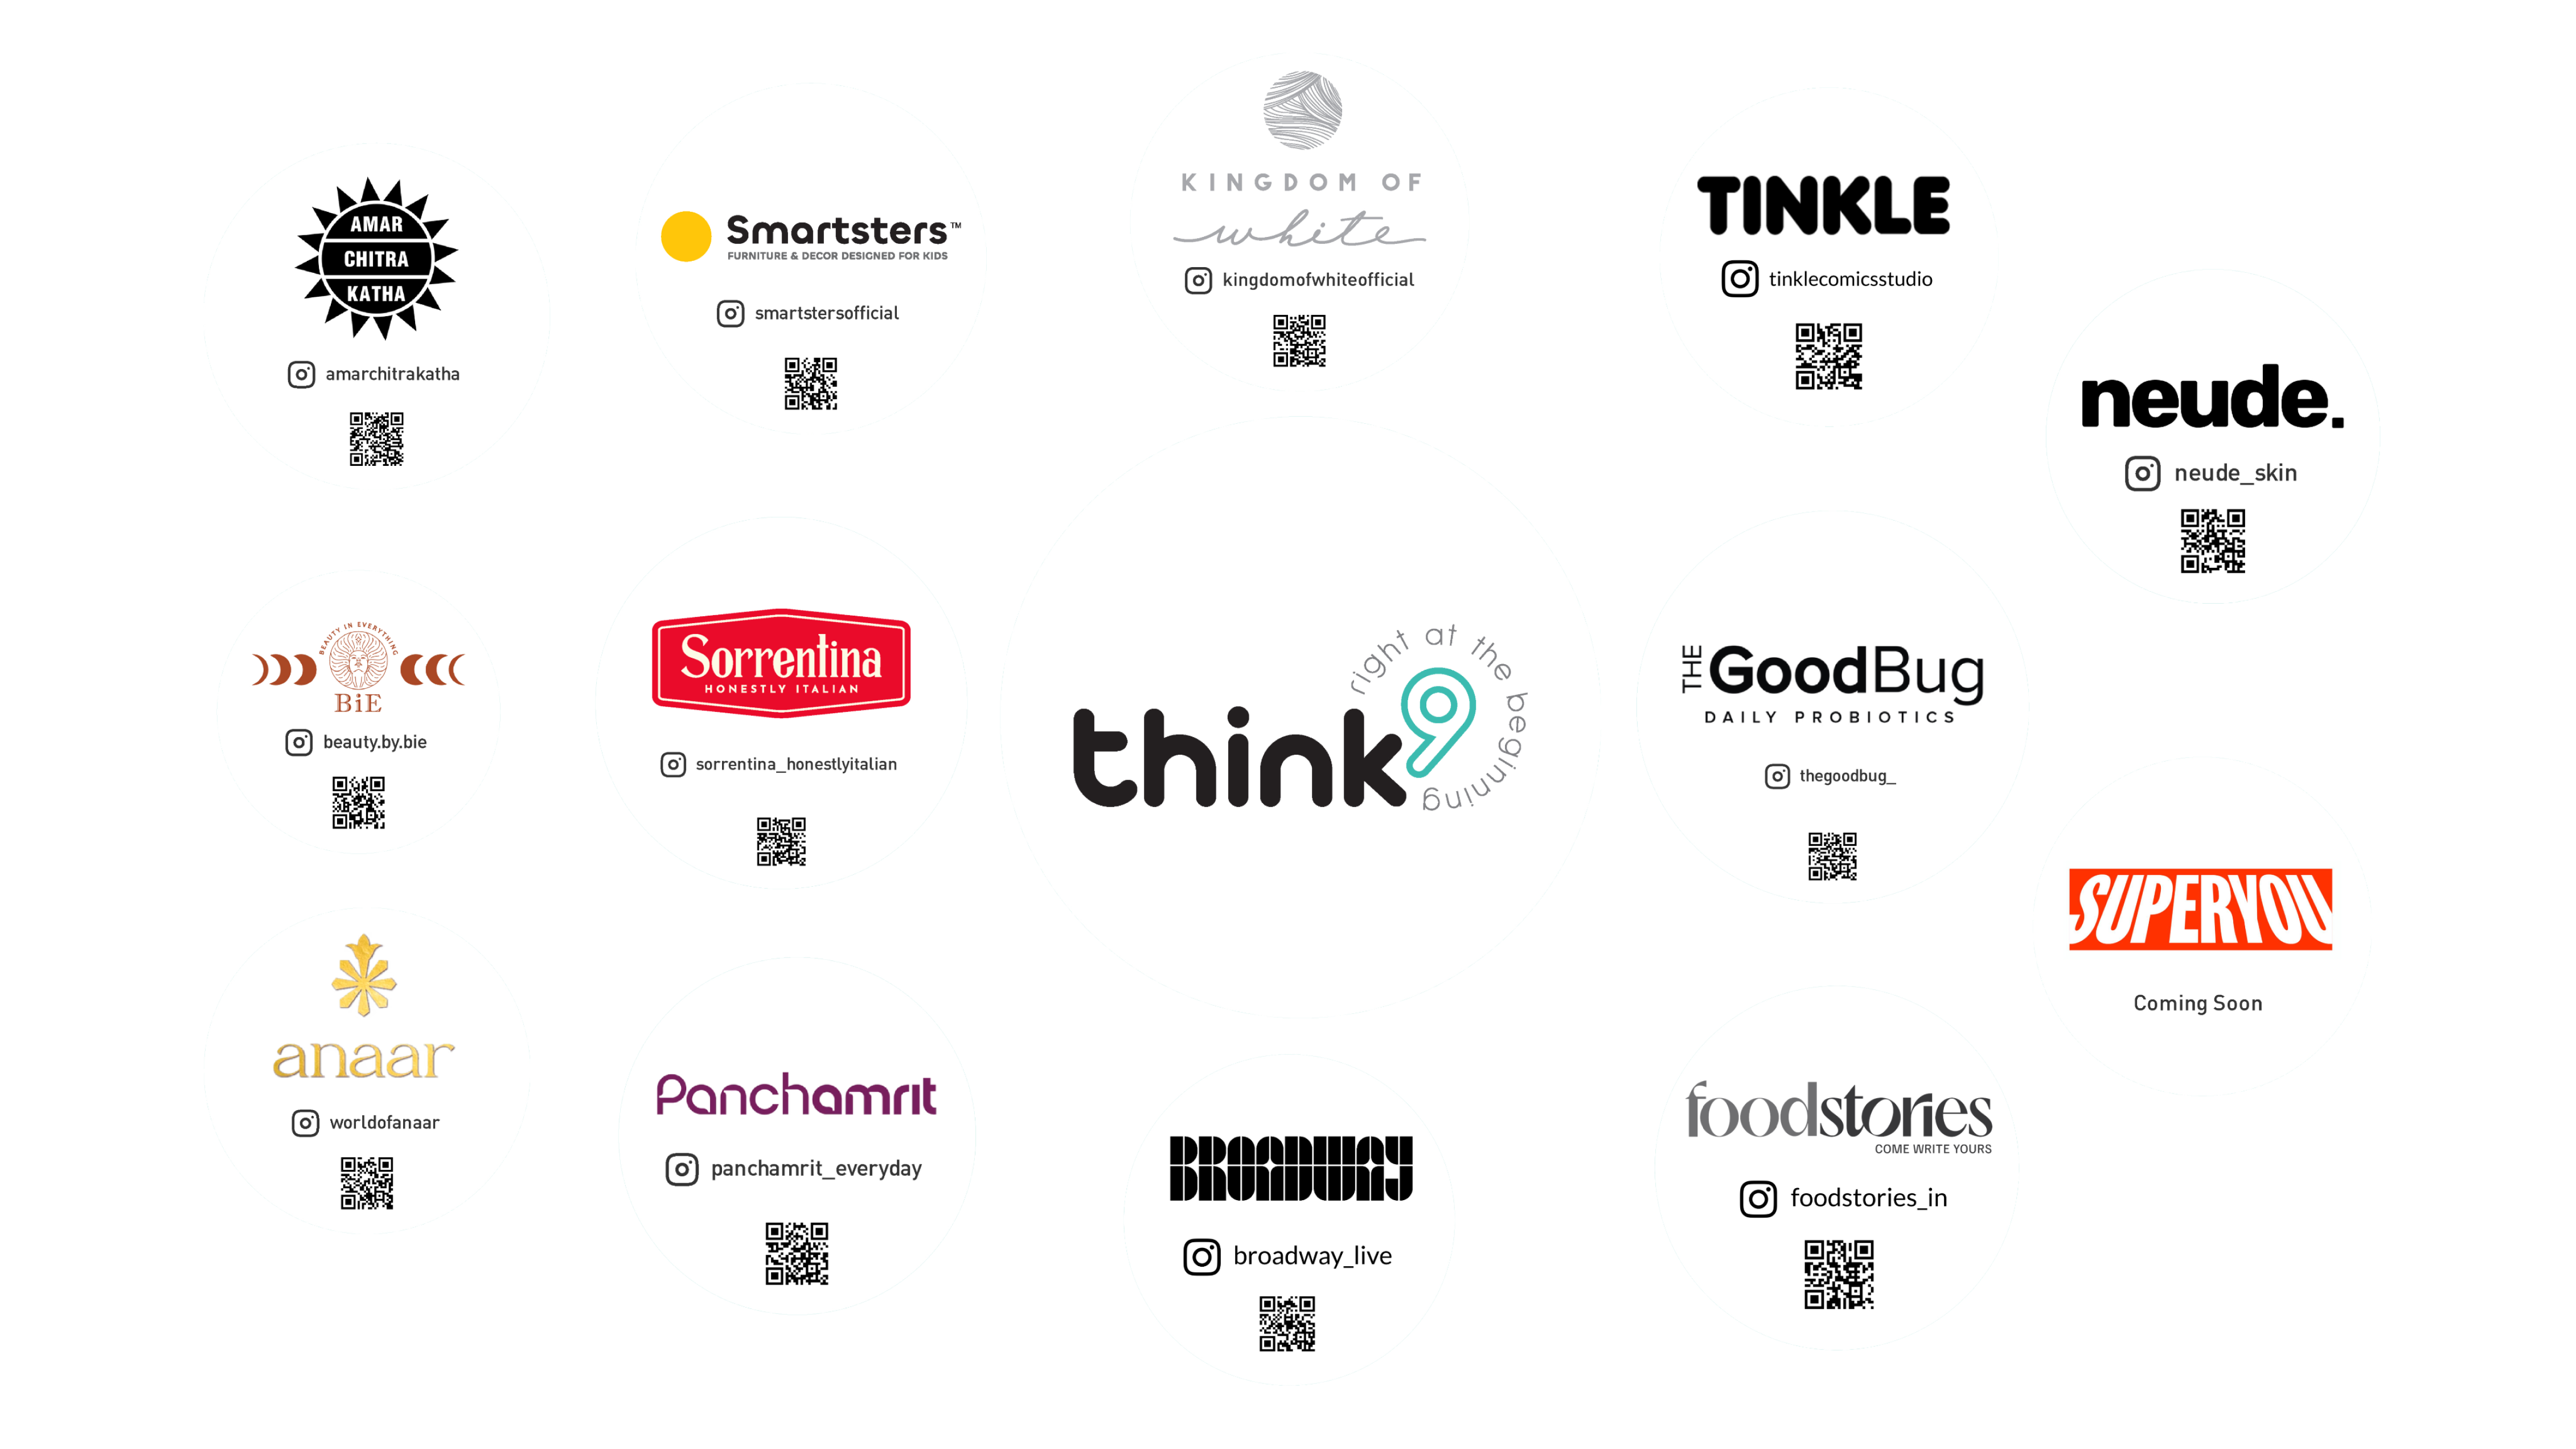 AMAR
CHITRA
KATHA
amarchitrakatha
Smartsters™
FURNITURE & DECOR DESIGNED FOR KIDS
smartstersofficial
KINGDOM OF
white
kingdomofwhiteofficial
TINKLE
tinklecomicsstudio
neude.
neude_skin
BEAUTY IN EVERYTHING
BiE
beauty.by.bie
Sorrentina
HONESTLY ITALIAN
sorrentina_honestlyitalian
think9
right at the beginning
THE GoodBug
DAILY PROBIOTICS
thegoodbug_
SUPERYOU
Coming Soon
anaar
worldofanaar
Panchamrit
panchamrit_everyday
BROADWAY
broadway_live
foodstories
COME WRITE YOURS
foodstories_in